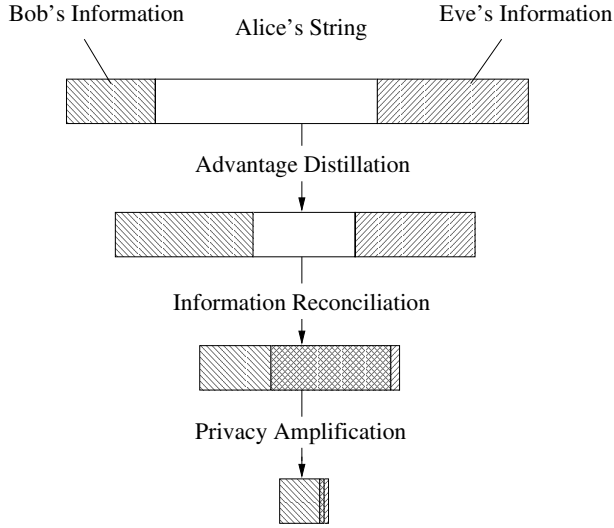 Bob's Information
Alice's String
Eve's Information
Advantage Distillation
Information Reconciliation
Privacy Amplification